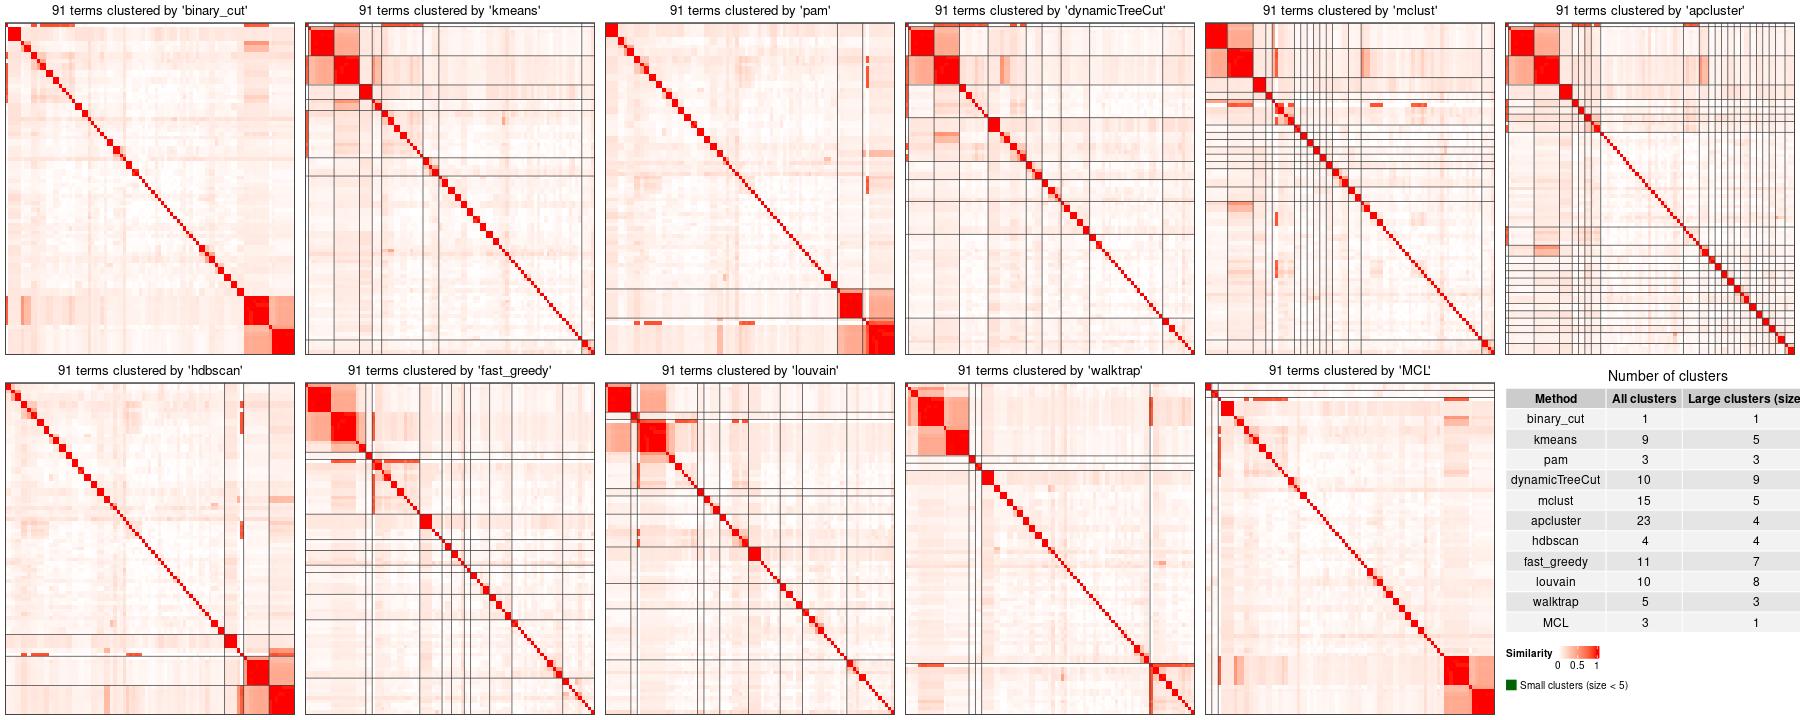 91 terms clustered by 'binary_cut'
91 terms clustered by 'kmeans'
91 terms clustered by 'pam'
91 terms clustered by 'dynamicTreeCut'
91 terms clustered by 'mclust'
91 terms clustered by 'apcluster'
91 terms clustered by 'hdbscan'
91 terms clustered by 'fast_greedy'
91 terms clustered by 'louvain'
91 terms clustered by 'walktrap'
91 terms clustered by 'MCL'
Number of clusters
Method All clusters Large clusters (size
binary_cut 1 1
kmeans 9 5
pam 3 3
dynamicTreeCut 10 9
mclust 15 5
apcluster 23 4
hdbscan 4 4
fast_greedy 11 7
louvain 10 8
walktrap 5 3
MCL 3 1
Similarity
0 0.5 1
Small clusters (size < 5)